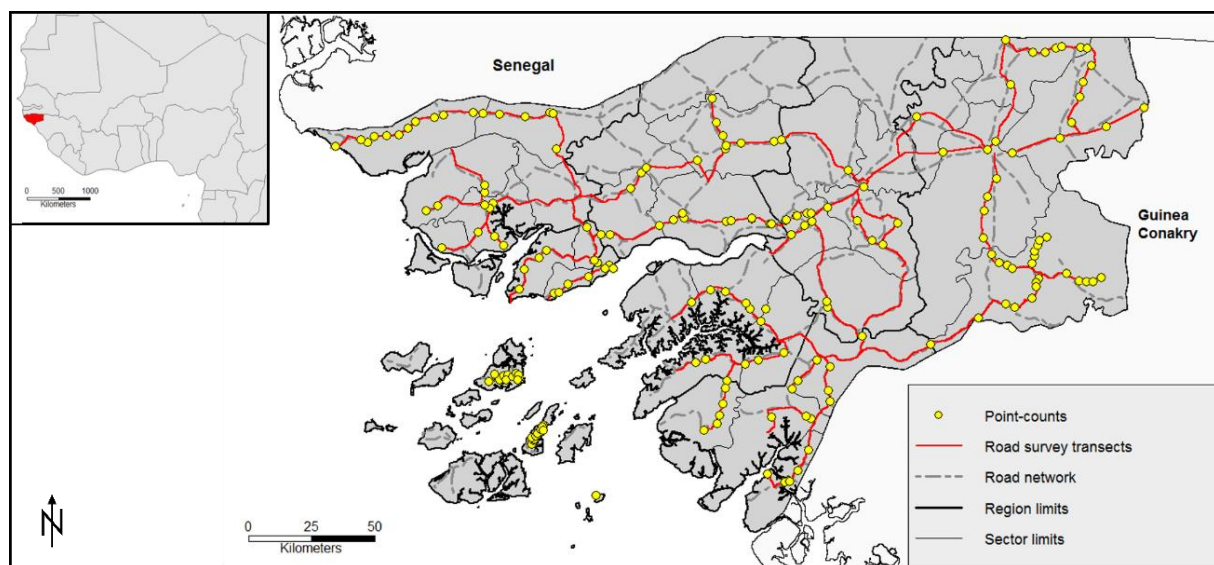 Senegal
0 500 1000
Kilometers
Guinea
Conakry
Point-counts
Road survey transects
Road network
Region limits
Sector limits
N
0 25 50
Kilometers